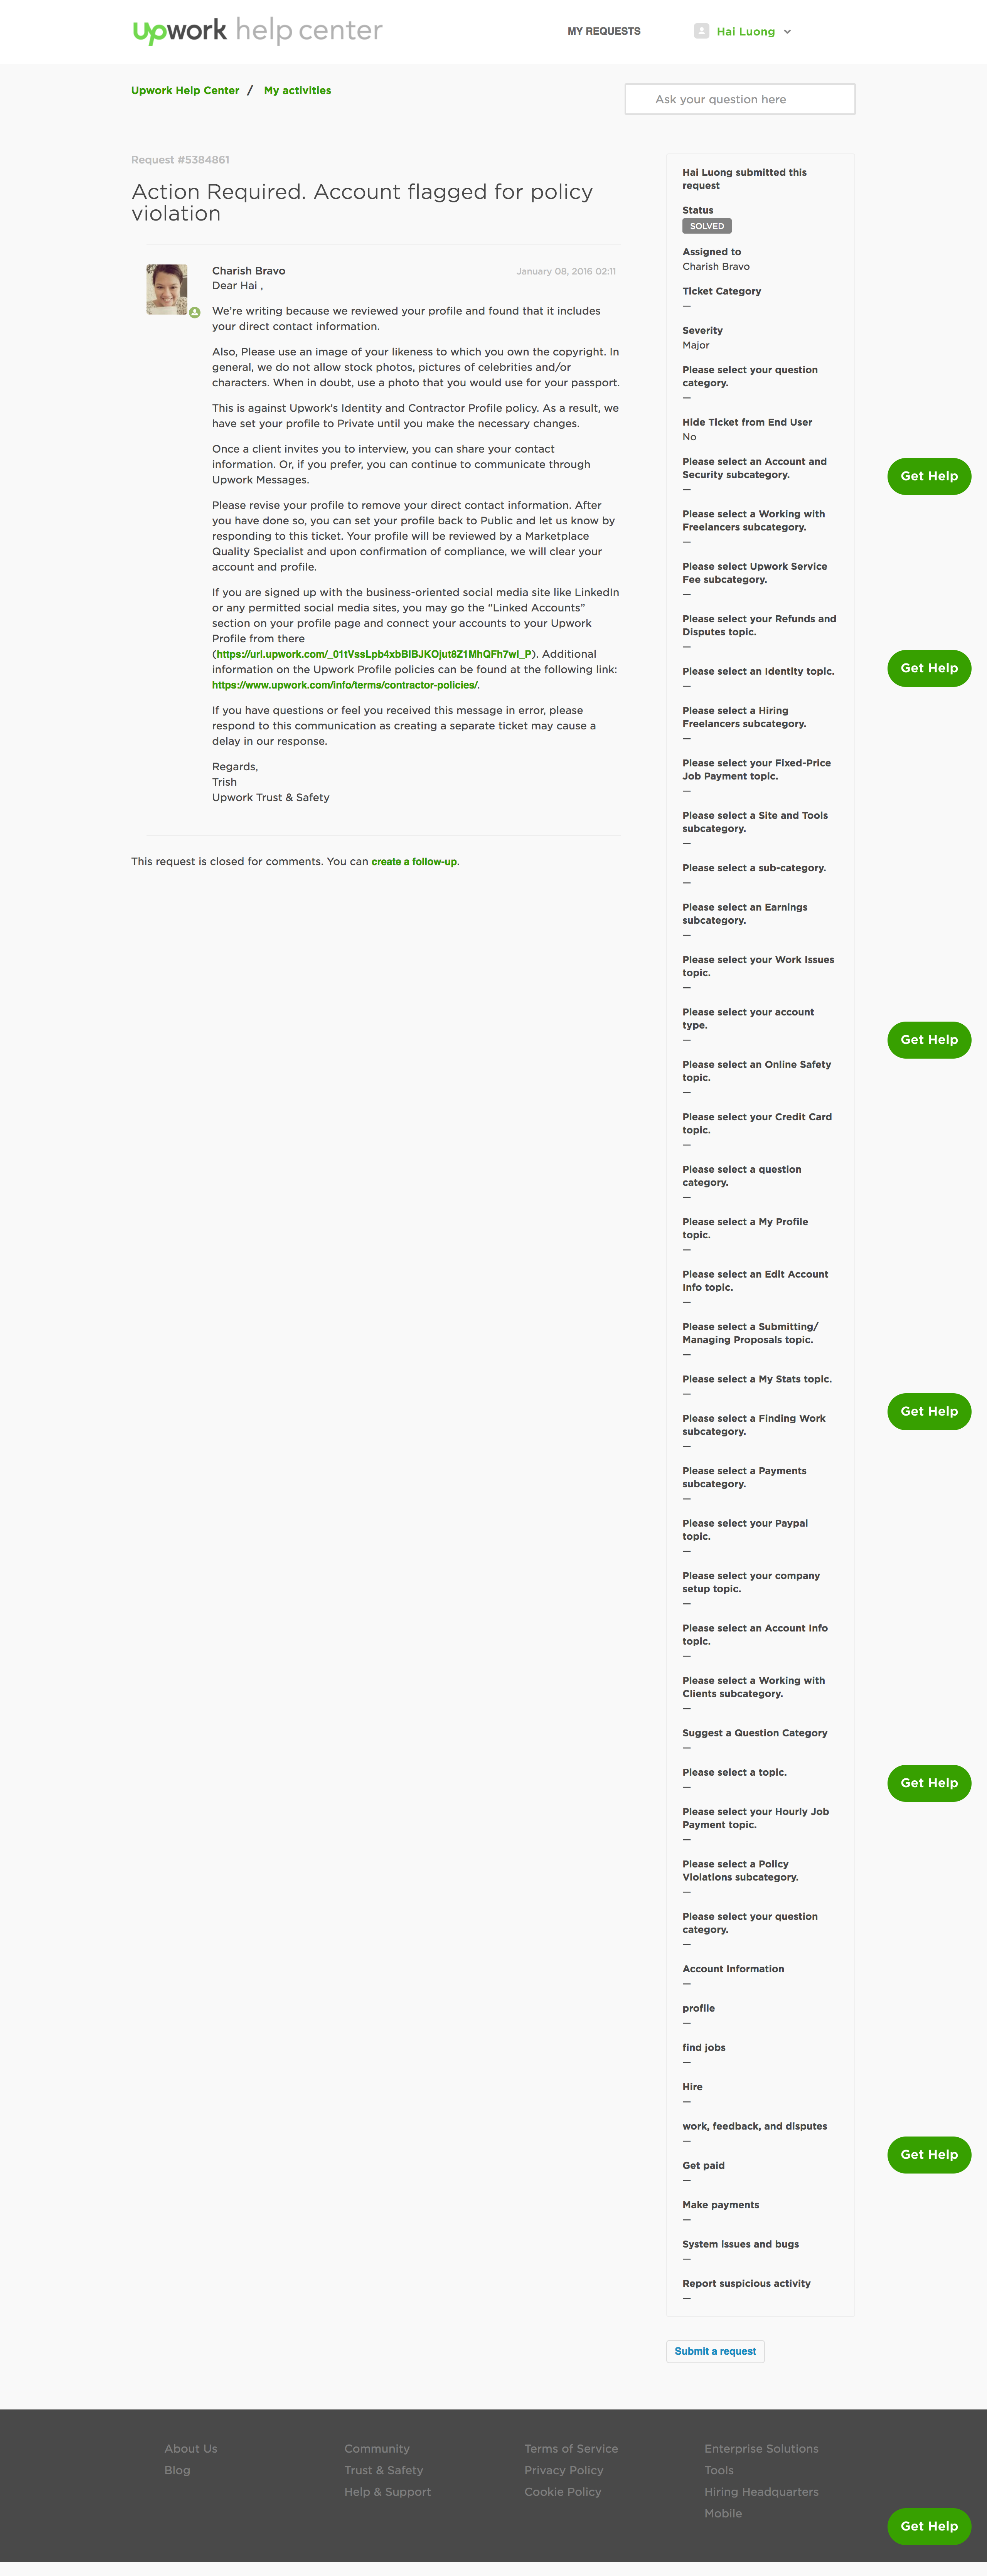 upwork help center
MY REQUESTS
Hai Luong
Upwork Help Center / My activities
Ask your question here
Request #5384861
Action Required. Account flagged for policy
violation
Charish Bravo
January 08, 2016 02:11
Dear Hai ,
We're writing because we reviewed your profile and found that it includes
your direct contact information.
Also, Please use an image of your likeness to which you own the copyright. In
general, we do not allow stock photos, pictures of celebrities and/or
characters. When in doubt, use a photo that you would use for your passport.
This is against Upwork's Identity and Contractor Profile policy. As a result, we
have set your profile to Private until you make the necessary changes.
Once a client invites you to interview, you can share your contact
information. Or, if you prefer, you can continue to communicate through
Upwork Messages.
Please revise your profile to remove your direct contact information. After
you have done so, you can set your profile back to Public and let us know by
responding to this ticket. Your profile will be reviewed by a Marketplace
Quality Specialist and upon confirmation of compliance, we will clear your
account and profile.
If you are signed up with the business-oriented social media site like LinkedIn
or any permitted social media sites, you may go the “Linked Accounts”
section on your profile page and connect your accounts to your Upwork
Profile from there
(https://url.upwork.com/_01tVssLpb4xbBIBJKOjut8Z1MhQFh7wl_P). Additional
information on the Upwork Profile policies can be found at the following link:
https://www.upwork.com/info/terms/contractor-policies/.
If you have questions or feel you received this message in error, please
respond to this communication as creating a separate ticket may cause a
delay in our response.
Regards,
Trish
Upwork Trust & Safety
This request is closed for comments. You can create a follow-up.
Hai Luong submitted this
request
Status
SOLVED
Assigned to
Charish Bravo
Ticket Category
—
Severity
Major
Please select your question
category.
—
Hide Ticket from End User
No
Please select an Account and
Security subcategory.
—
Please select a Working with
Freelancers subcategory.
—
Please select Upwork Service
Fee subcategory.
—
Please select your Refunds and
Disputes topic.
—
Please select an Identity topic.
—
Please select a Hiring
Freelancers subcategory.
—
Please select your Fixed-Price
Job Payment topic.
—
Please select a Site and Tools
subcategory.
—
Please select a sub-category.
—
Please select an Earnings
subcategory.
—
Please select your Work Issues
topic.
—
Please select your account
type.
—
Please select an Online Safety
topic.
—
Please select your Credit Card
topic.
—
Please select a question
category.
—
Please select a My Profile
topic.
—
Please select an Edit Account
Info topic.
—
Please select a Submitting/
Managing Proposals topic.
—
Please select a My Stats topic.
—
Please select a Finding Work
subcategory.
—
Please select a Payments
subcategory.
—
Please select your Paypal
topic.
—
Please select your company
setup topic.
—
Please select an Account Info
topic.
—
Please select a Working with
Clients subcategory.
—
Suggest a Question Category
—
Please select a topic.
—
Please select your Hourly Job
Payment topic.
—
Please select a Policy
Violations subcategory.
—
Please select your question
category.
—
Account Information
—
profile
—
find jobs
—
Hire
—
work, feedback, and disputes
—
Get paid
—
Make payments
—
System issues and bugs
—
Report suspicious activity
—
Submit a request
Get Help
Get Help
Get Help
Get Help
Get Help
Get Help
Get Help
About Us
Blog
Community
Trust & Safety
Help & Support
Terms of Service
Privacy Policy
Cookie Policy
Enterprise Solutions
Tools
Hiring Headquarters
Mobile